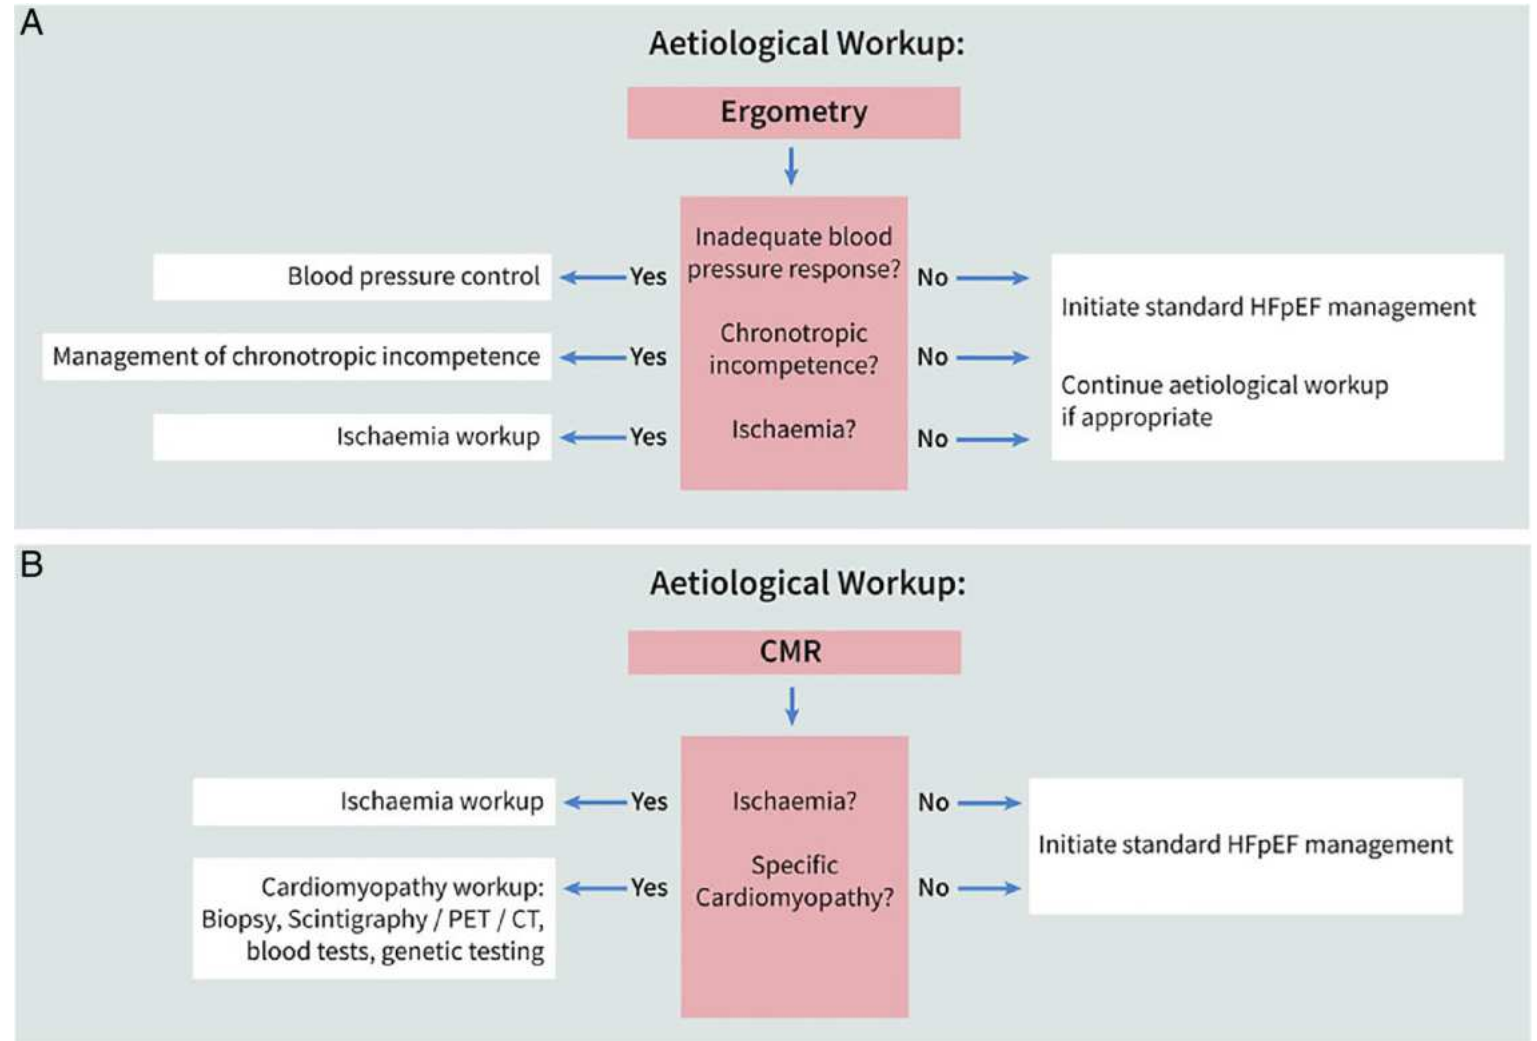 A
Aetiological Workup:
Ergometry
Inadequate blood
pressure response?
Blood pressure control
Yes
No
Chronotropic
incompetence?
Management of chronotropic incompetence
Yes
No
Ischaemia?
Ischaemia workup
Yes
No
Initiate standard HFpEF management
Continue aetiological workup
if appropriate
B
Aetiological Workup:
CMR
Ischaemia workup
Yes
Ischaemia?
No
Specific
Cardiomyopathy?
Yes
No
Cardiomyopathy workup:
Biopsy, Scintigraphy / PET / CT,
blood tests, genetic testing
Initiate standard HFpEF management